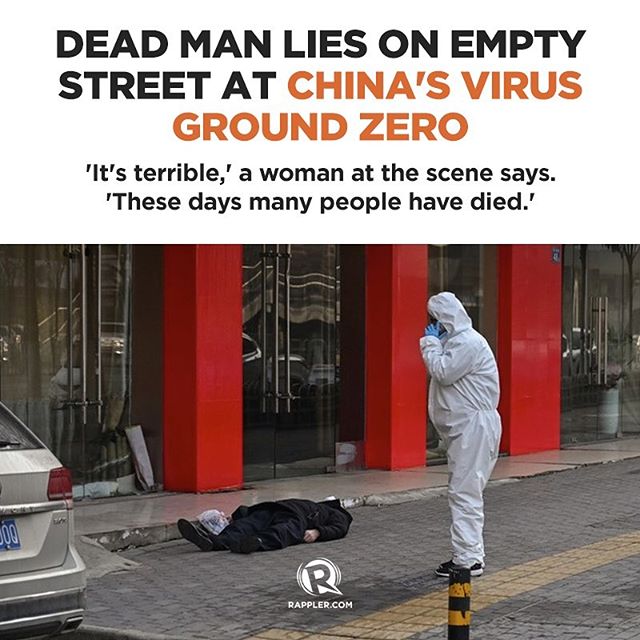 DEAD MAN LIES ON EMPTY
STREET AT CHINA'S VIRUS
GROUND ZERO
'It's terrible,' a woman at the scene says.
'These days many people have died.'
R
RAPPLER.COM